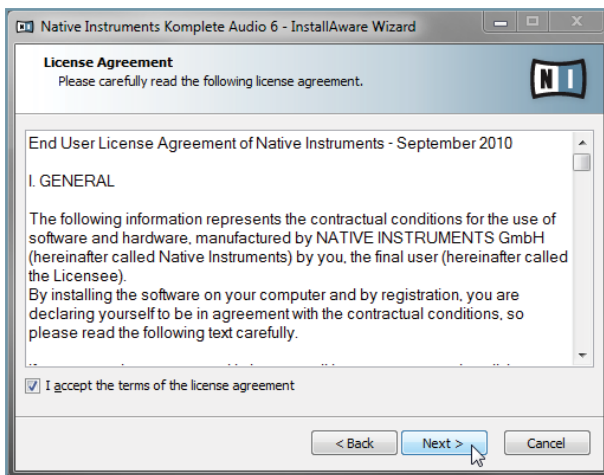 Native Instruments Komplete Audio 6 - InstallAware Wizard
License Agreement
Please carefully read the following license agreement.
N I
End User License Agreement of Native Instruments - September 2010
I. GENERAL
The following information represents the contractual conditions for the use of
software and hardware, manufactured by NATIVE INSTRUMENTS GmbH
(hereinafter called Native Instruments) by you, the final user (hereinafter called
the Licensee).
By installing the software on your computer and by registration, you are
declaring yourself to be in agreement with the contractual conditions, so
please read the following text carefully.
I accept the terms of the license agreement
< Back
Next >
Cancel